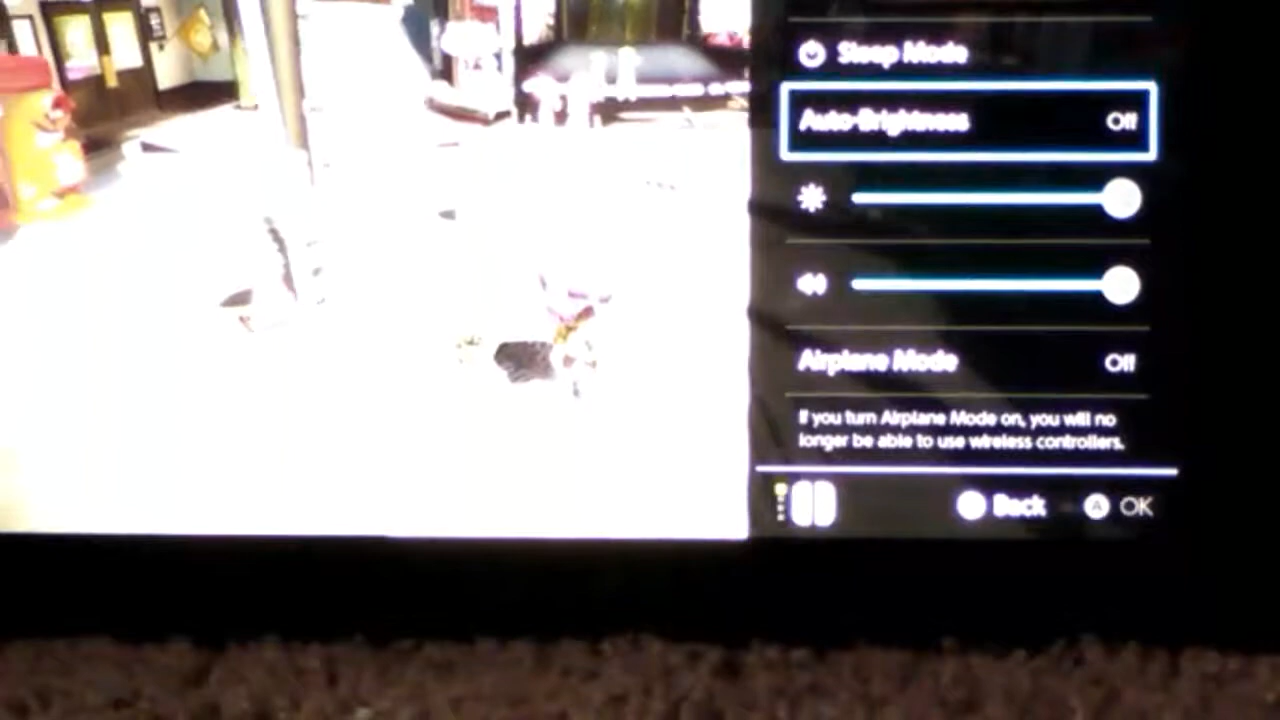 Sleep Mode
Auto-Brightness Off
Airplane Mode Off
If you turn Airplane Mode on, you will no
longer be able to use wireless controllers.
Back A OK